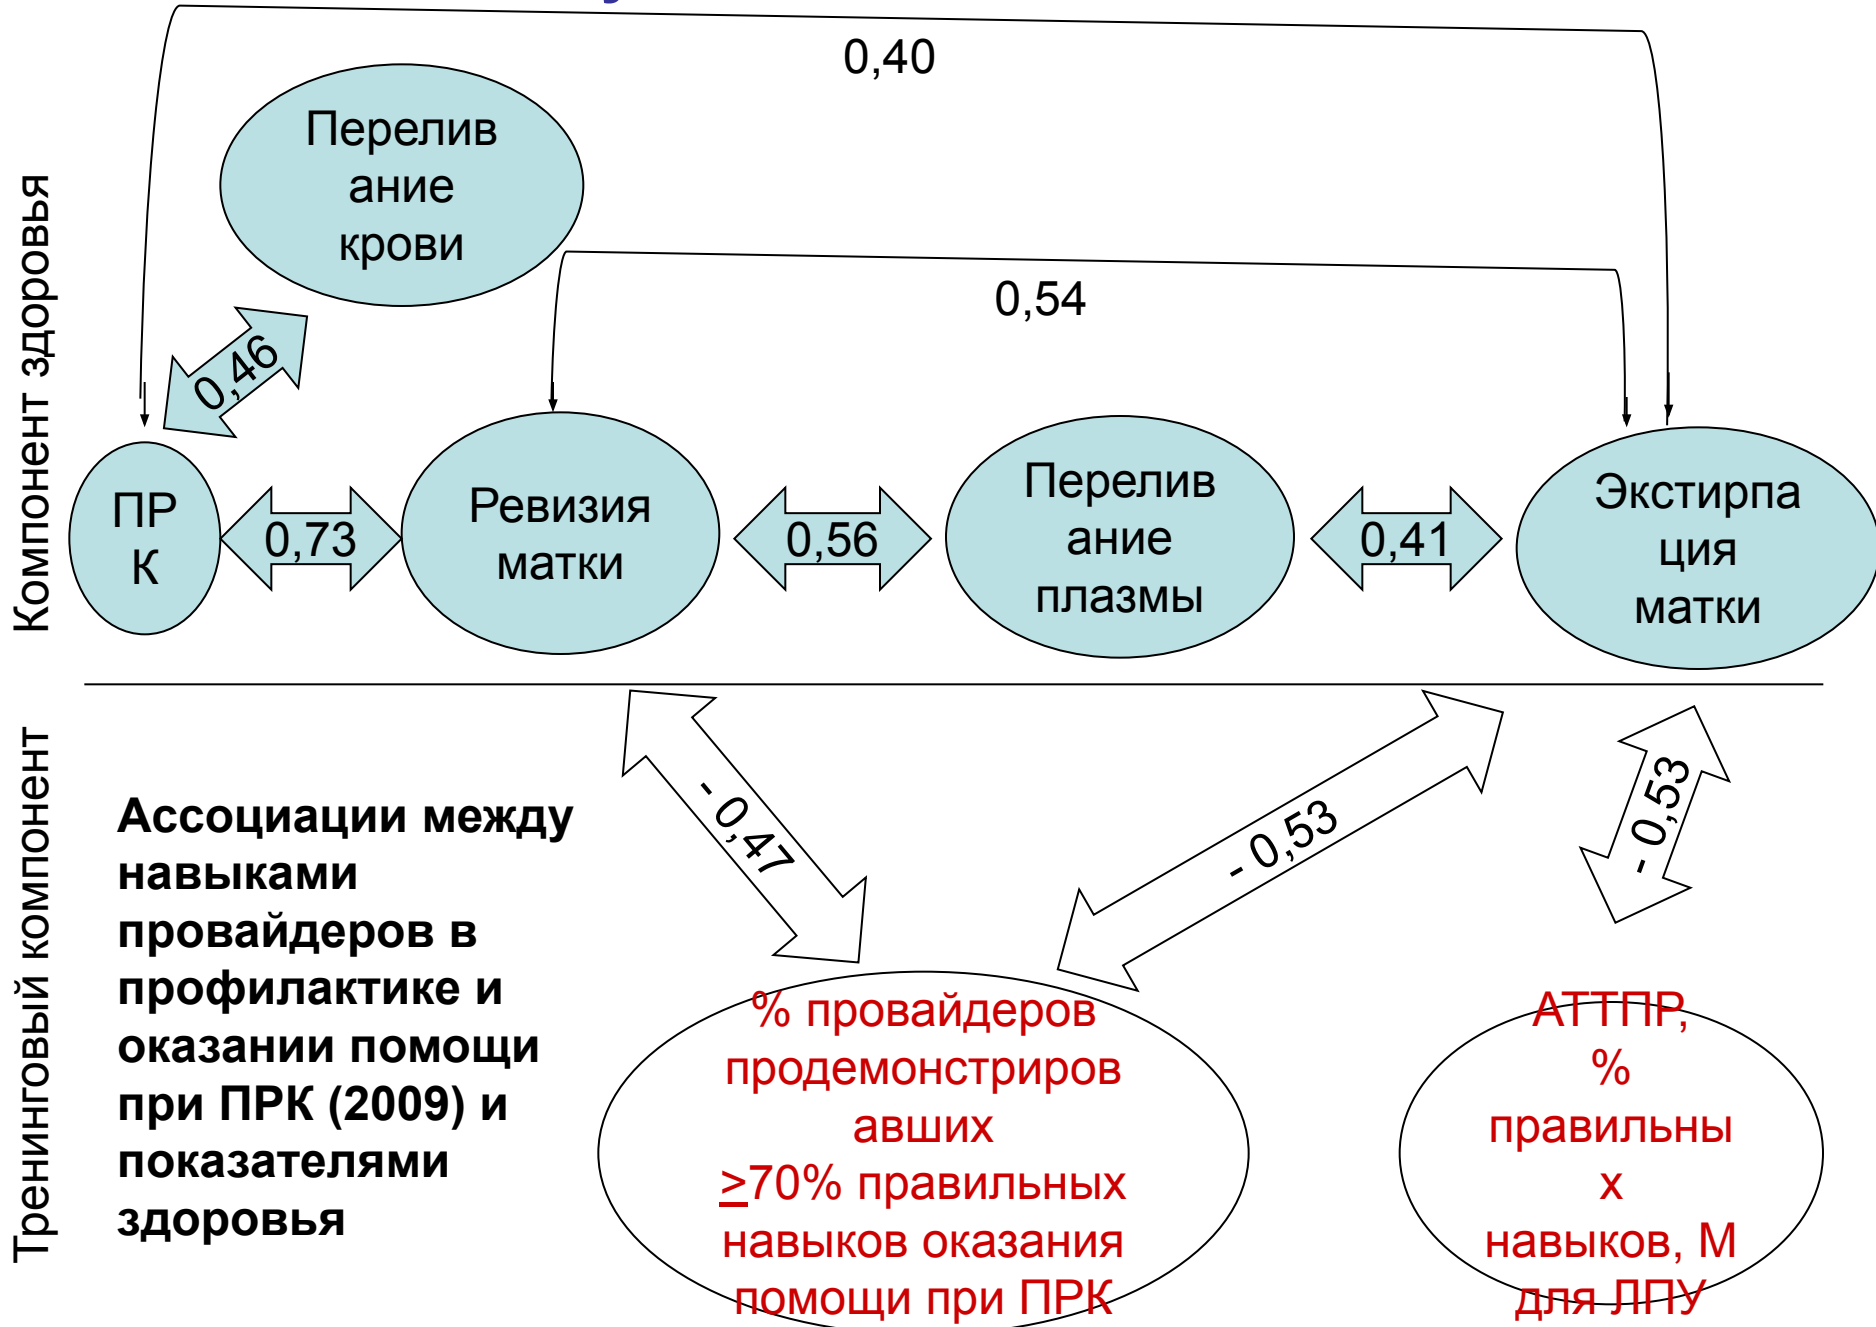 0,40
Перелив
ание
крови
Компонент здоровья
0,54
0,46
ПР
К
0,73
Ревизия
матки
0,56
Перелив
ание
плазмы
0,41
Экстирпа
ция
матки
Тренинговый компонент
Ассоциации между
навыками
провайдеров в
профилактике и
оказании помощи
при ПРК (2009) и
показателями
здоровья
- 0,47
- 0,53
- 0,53
% провайдеров
продемонстриров
авших
≥70% правильных
навыков оказания
помощи при ПРК
АТТПР,
%
правильны
х
навыков, М
для ЛПУ